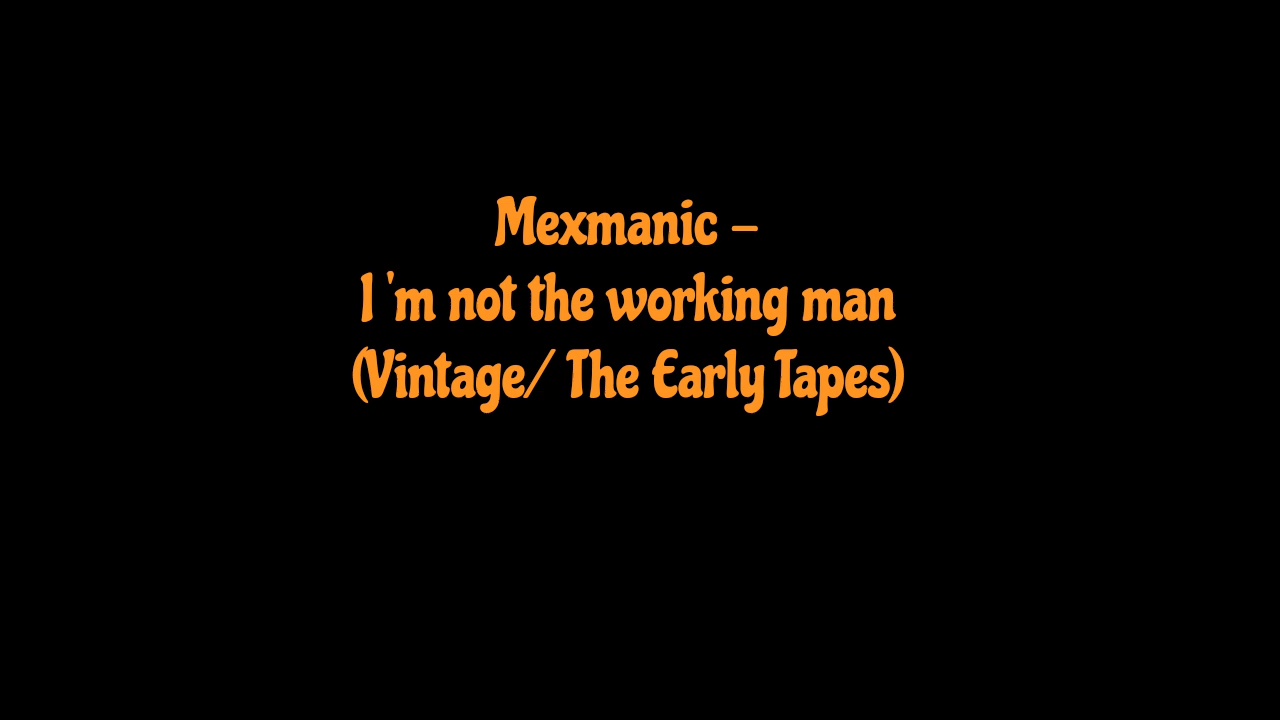 Mexmanic -
I 'm not the working man
(Vintage/ The Early Tapes)